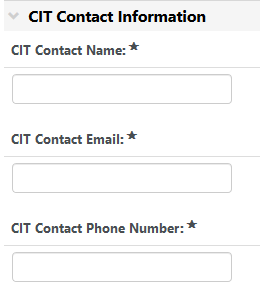 CIT Contact Information
CIT Contact Name: ★
CIT Contact Email: ★
CIT Contact Phone Number: ★